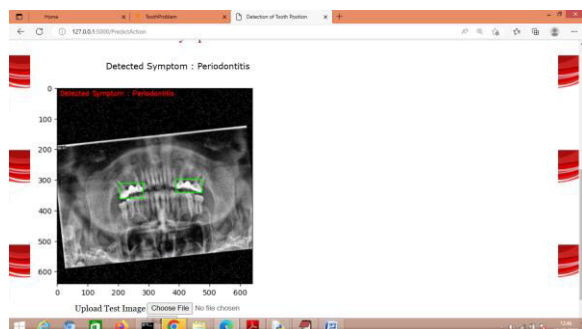 Home
ToothProblem
Detection of Tooth Position
127.0.0.1:5000/PredictAction
Detected Symptom : Periodontitis
Detected Symptom : Periodontitis
0
100
200
300
400
500
600
0 100 200 300 400 500 600
Upload Test Image Choose File No file chosen